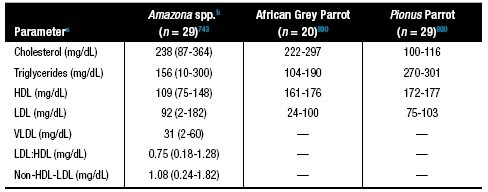 Parameterᵃ Amazona spp.ᵇ (n = 29)⁷⁴³ African Grey Parrot (n = 20)⁸⁰⁰ Pionus Parrot (n = 29)⁸⁰⁰
Cholesterol (mg/dL) 238 (87-364) 222-297 100-116
Triglycerides (mg/dL) 156 (10-300) 104-190 270-301
HDL (mg/dL) 109 (75-148) 161-176 172-177
LDL (mg/dL) 92 (2-182) 24-100 75-103
VLDL (mg/dL) 31 (2-60) — —
LDL:HDL (mg/dL) 0.75 (0.18-1.28) — —
Non-HDL-LDL (mg/dL) 1.08 (0.24-1.82) — —